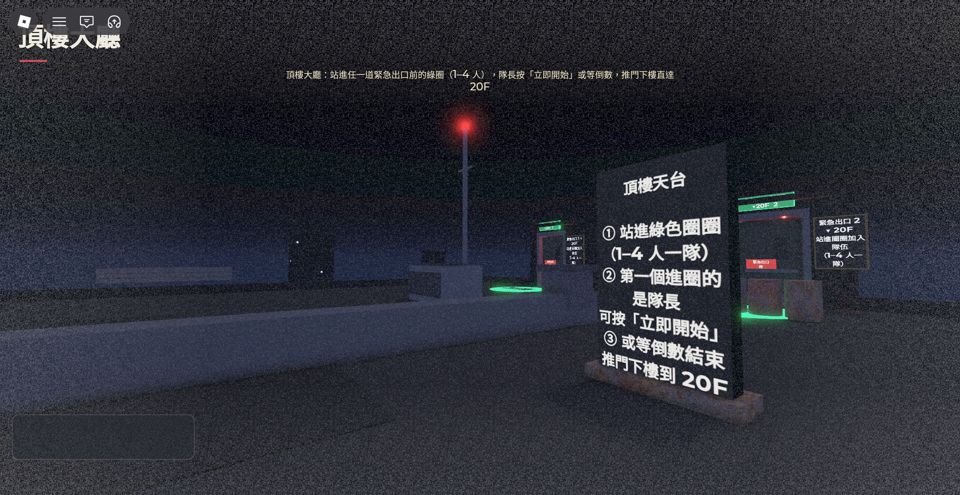 頂樓大廳
頂樓大廳：站進任一道緊急出口前的綠圈（1–4 人），隊長按「立即開始」或等倒數，推門下樓直達
20F
頂樓天台
① 站進綠色圈圈
（1–4 人一隊）
② 第一個進圈的
是隊長
可按「立即開始」
③ 或等倒數結束
推門下樓到 20F
20F 2
緊急出口 2
▼ 20F
站進圈圈加入
隊伍
（1–4 人一
隊）